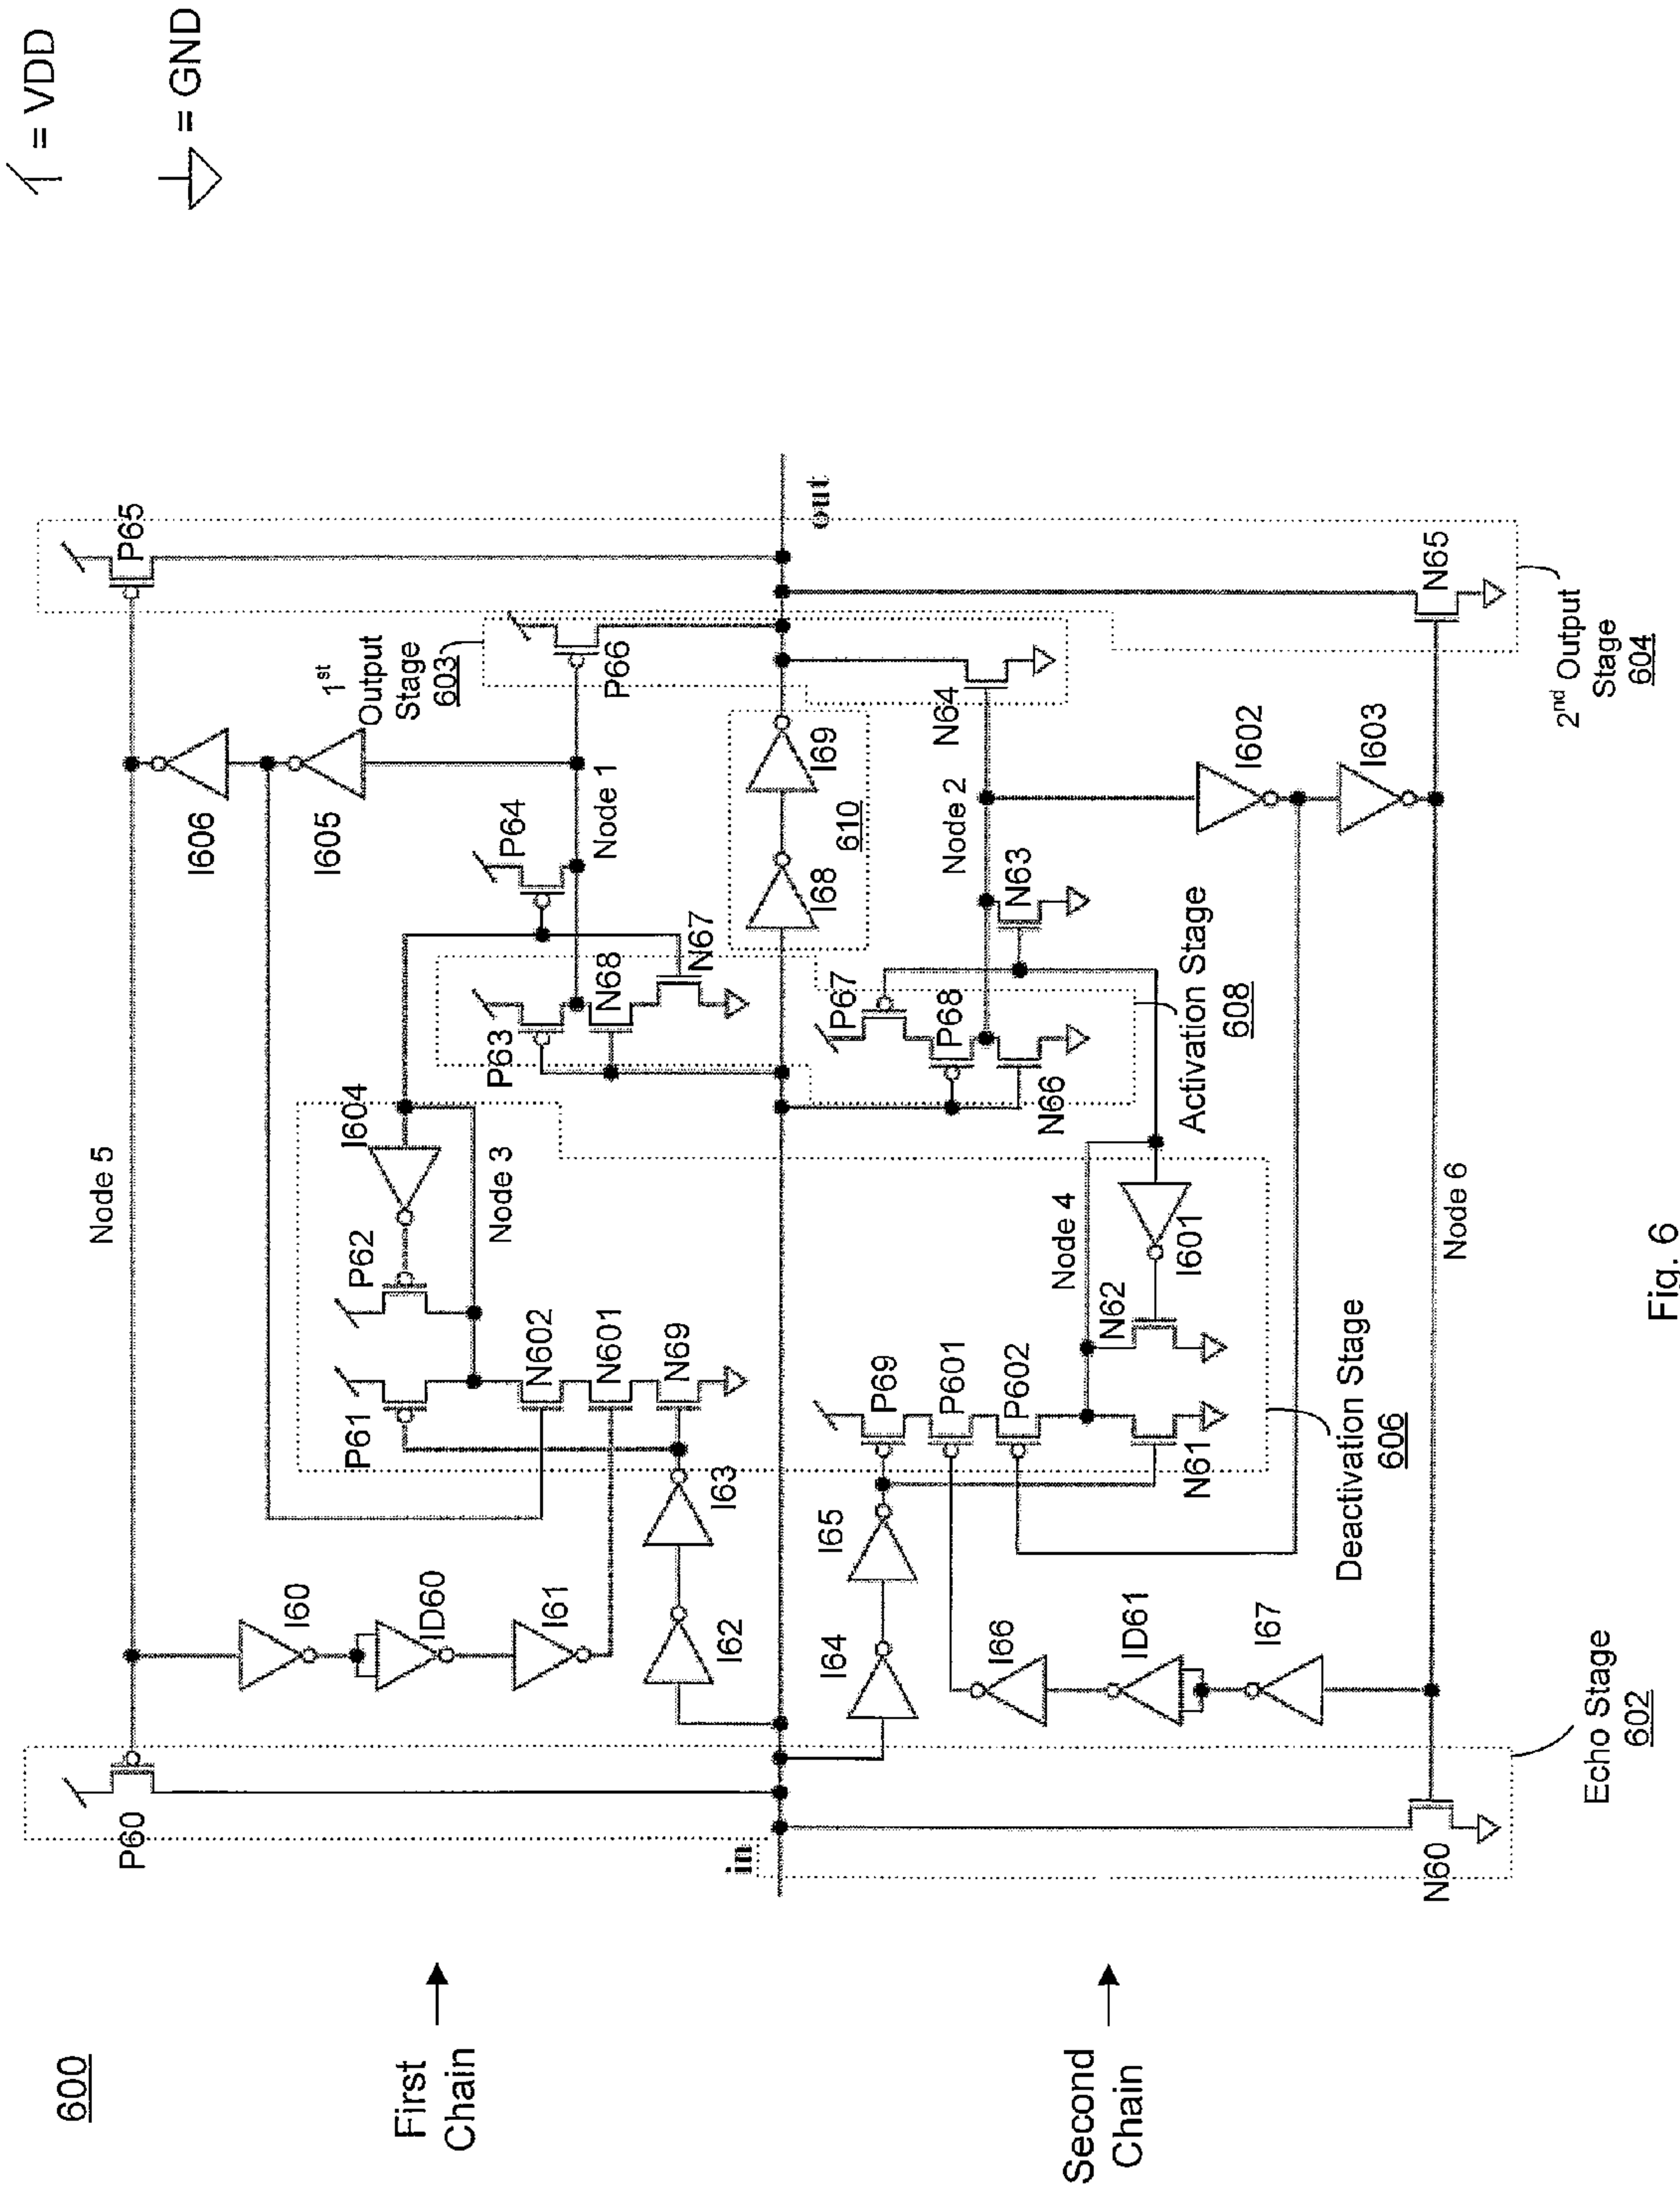 600
First
Chain
Second
Chain
= VDD
= GND
P60
in
N60
Echo Stage
602
Node 5
I60
ID60
I61
I62
I63
I64
I65
I66
ID61
I67
P61
P62
I604
Node 3
N602
N601
N69
P69
P601
P602
N61
N62
Node 4
I601
Deactivation Stage
606
Node 6
P63
N68
N67
P64
Node 1
I606
I605
1st
Output
Stage
603
P66
P65
I68
I69
610
out
P67
P68
N66
N63
Node 2
N64
Activation Stage
608
I602
I603
N65
2nd Output
Stage
604
Fig. 6